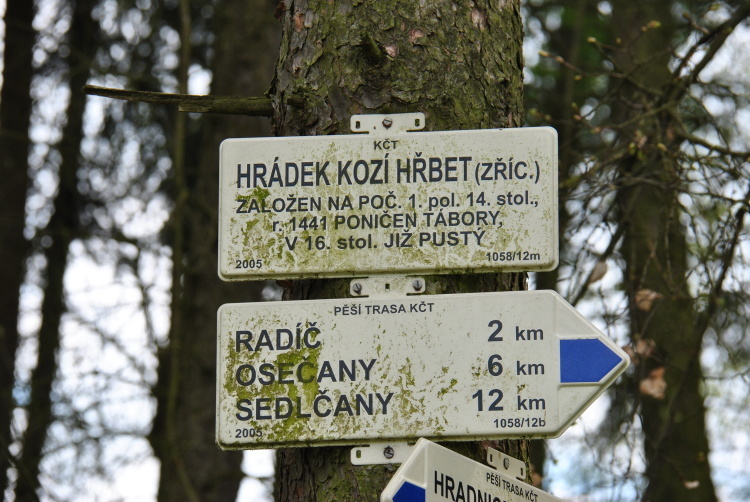 KČT
HRÁDEK KOZÍ HŘBET (ZŘÍC.)
ZALOŽEN NA POČ. 1. pol. 14. stol.,
r. 1441 PONIČEN TÁBORY,
V 16. stol. JIŽ PUSTÝ
2005 1058/12m
PĚŠÍ TRASA KČT
RADÍČ 2 km
OSEČANY 6 km
SEDLČANY 12 km
2005 1058/12b
PĚŠÍ TRASA KČT